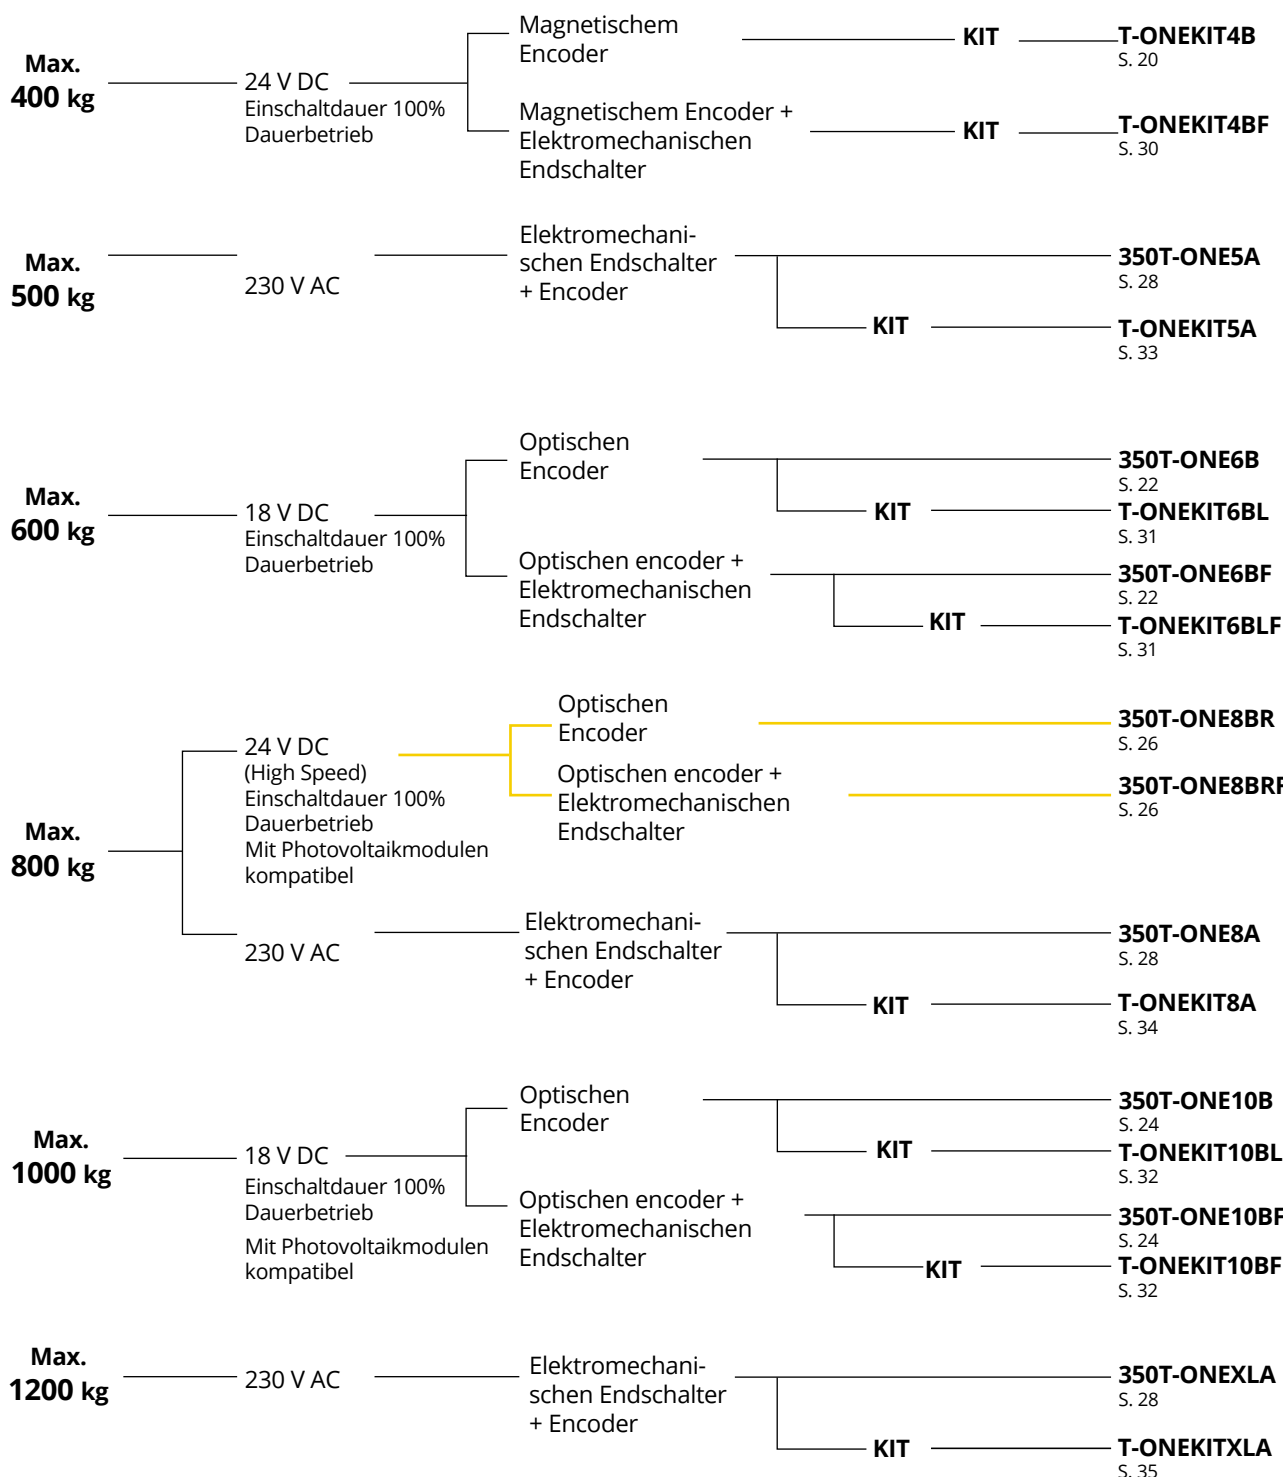 Max.
400 kg
24 V DC
Einschaltdauer 100%
Dauerbetrieb
Magnetischem
Encoder
KIT
T-ONEKIT4B
S. 20
Magnetischem Encoder +
Elektromechanischen
Endschalter
KIT
T-ONEKIT4BF
S. 30
Max.
500 kg
230 V AC
Elektromechani-
schen Endschalter
+ Encoder
350T-ONE5A
S. 28
KIT
T-ONEKIT5A
S. 33
Max.
600 kg
18 V DC
Einschaltdauer 100%
Dauerbetrieb
Optischen
Encoder
350T-ONE6B
S. 22
KIT
T-ONEKIT6BL
S. 31
Optischen encoder +
Elektromechanischen
Endschalter
350T-ONE6BF
S. 22
KIT
T-ONEKIT6BLF
S. 31
Max.
800 kg
24 V DC
(High Speed)
Einschaltdauer 100%
Dauerbetrieb
Mit Photovoltaikmodulen
kompatibel
Optischen
Encoder
350T-ONE8BR
S. 26
Optischen encoder +
Elektromechanischen
Endschalter
350T-ONE8BRF
S. 26
230 V AC
Elektromechani-
schen Endschalter
+ Encoder
350T-ONE8A
S. 28
KIT
T-ONEKIT8A
S. 34
Max.
1000 kg
18 V DC
Einschaltdauer 100%
Dauerbetrieb
Mit Photovoltaikmodulen
kompatibel
Optischen
Encoder
350T-ONE10B
S. 24
KIT
T-ONEKIT10BL
S. 32
Optischen encoder +
Elektromechanischen
Endschalter
350T-ONE10BF
S. 24
KIT
T-ONEKIT10BF
S. 32
Max.
1200 kg
230 V AC
Elektromechani-
schen Endschalter
+ Encoder
350T-ONEXLA
S. 28
KIT
T-ONEKITXLA
S. 35